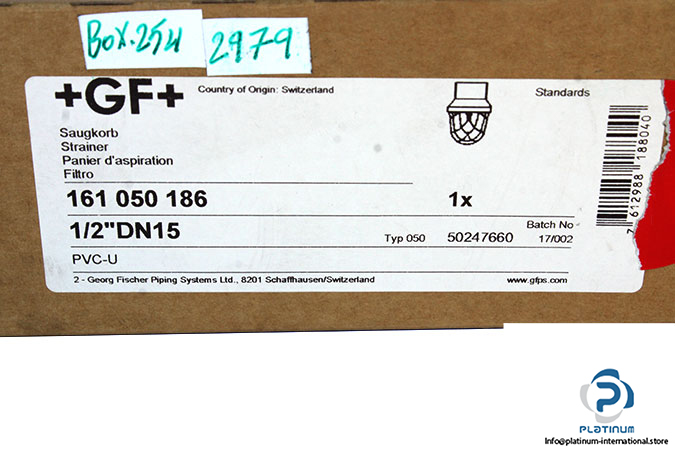 BOX.254
2979
+GF+
Country of Origin: Switzerland
Standards
Saugkorb
Strainer
Panier d'aspiration
Filtro
161 050 186
1x
1/2"DN15
Typ 050
50247660
Batch No
17/002
PVC-U
2 - Georg Fischer Piping Systems Ltd., 8201 Schaffhausen/Switzerland
www.gfps.com
7 612988 188040
PLATINUM
Info@platinum-international.store